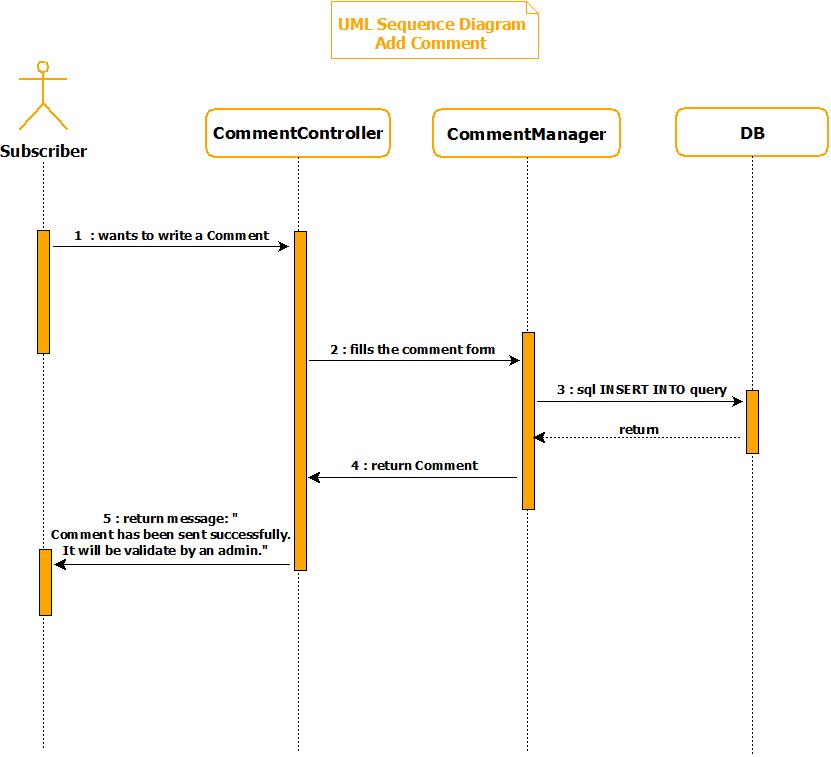 UML Sequence Diagram
Add Comment
Subscriber
CommentController
CommentManager
DB
1 : wants to write a Comment
2 : fills the comment form
3 : sql INSERT INTO query
return
4 : return Comment
5 : return message: "
Comment has been sent successfully.
It will be validate by an admin."